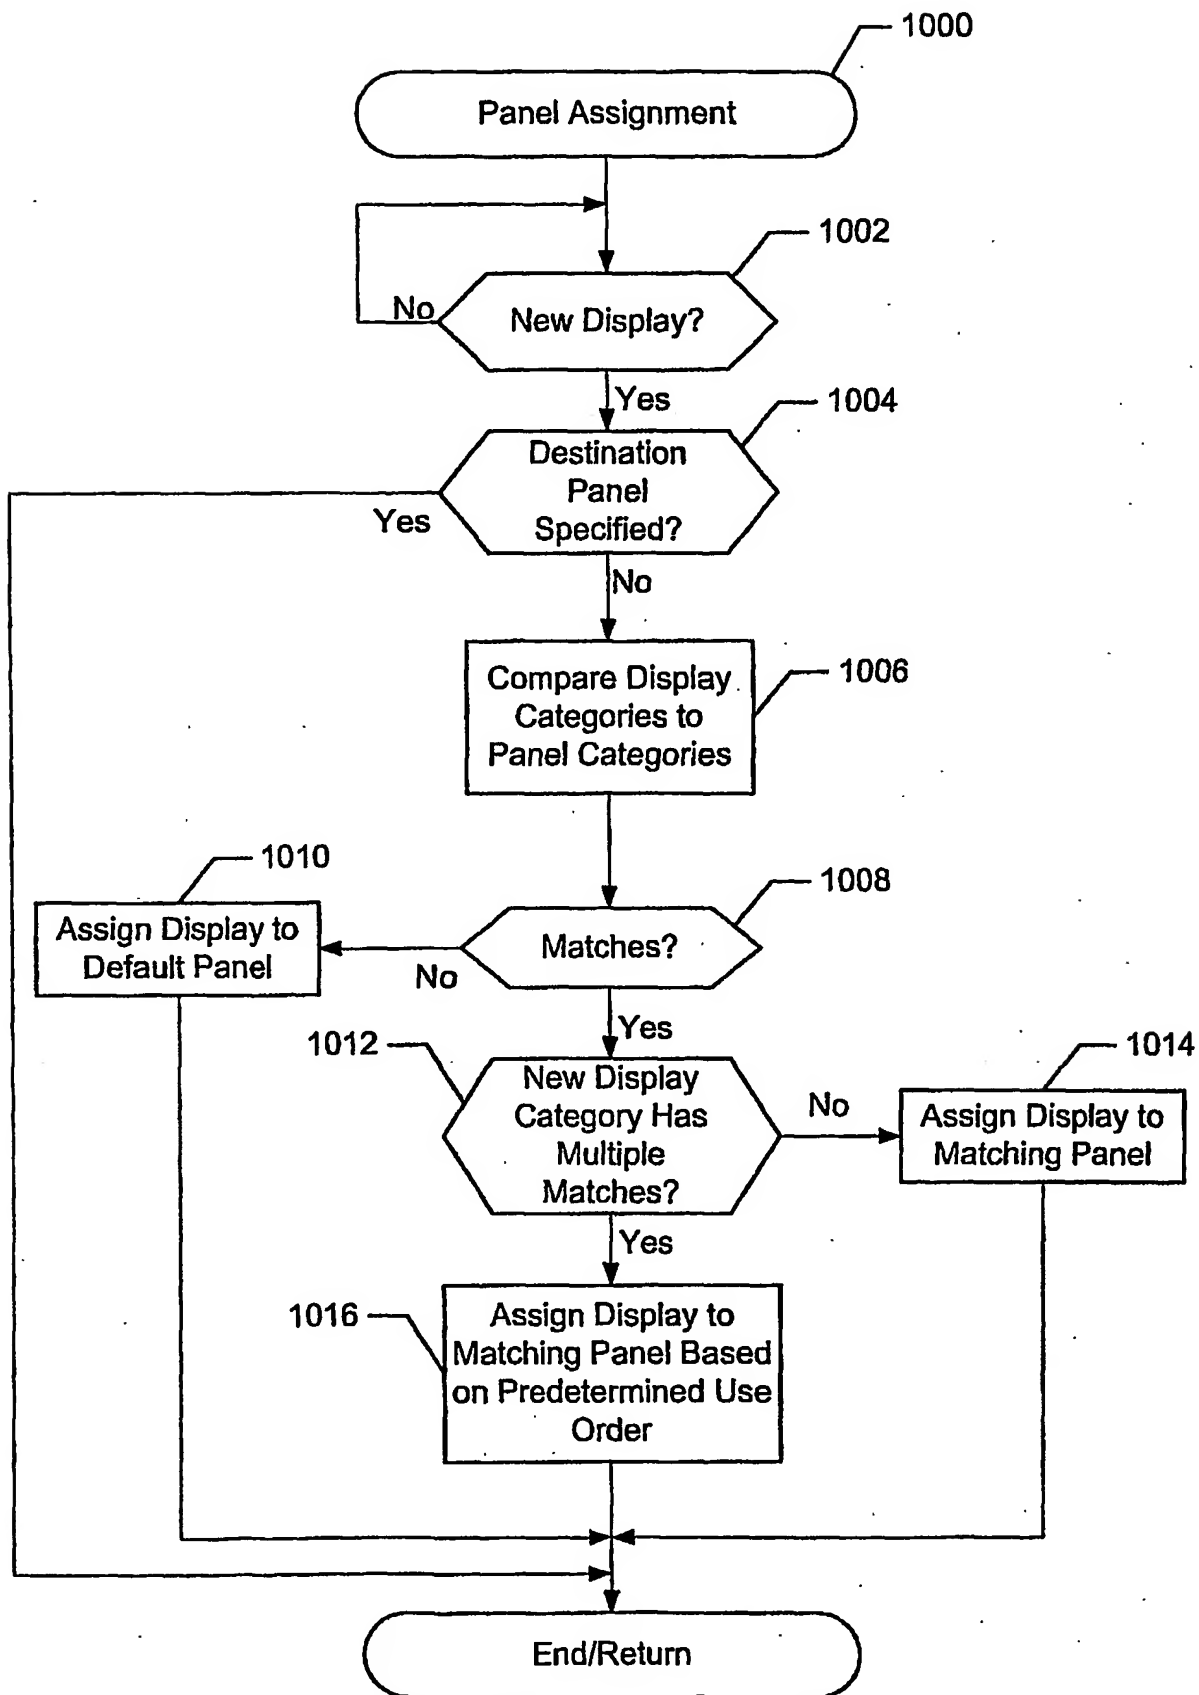 1000
Panel Assignment
1002
New Display?
No
Yes
1004
Destination
Panel
Specified?
Yes
No
1006
Compare Display
Categories to
Panel Categories
1010
1008
Assign Display to
Default Panel
Matches?
No
Yes
1012
1014
New Display
Category Has
Multiple
Matches?
No
Assign Display to
Matching Panel
Yes
1016
Assign Display to
Matching Panel Based
on Predetermined Use
Order
End/Return